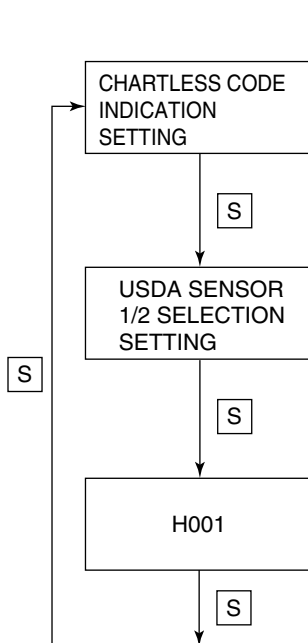 CHARTLESS CODE
INDICATION
SETTING
S
USDA SENSOR
1/2 SELECTION
SETTING
S
S
H001
S